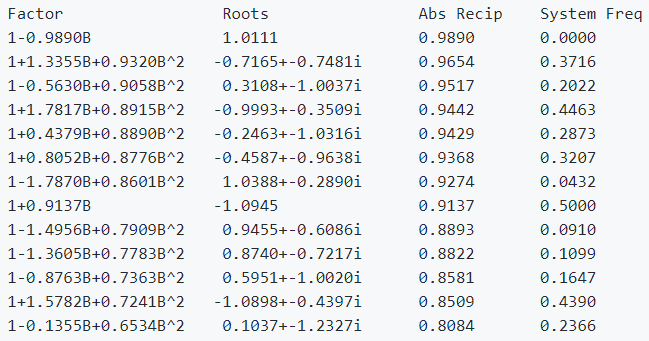 Factor Roots Abs Recip System Freq
1-0.9890B 1.0111 0.9890 0.0000
1+1.3355B+0.9320B^2 -0.7165+-0.7481i 0.9654 0.3716
1-0.5630B+0.9058B^2 0.3108+-1.0037i 0.9517 0.2022
1+1.7817B+0.8915B^2 -0.9993+-0.3509i 0.9442 0.4463
1+0.4379B+0.8890B^2 -0.2463+-1.0316i 0.9429 0.2873
1+0.8052B+0.8776B^2 -0.4587+-0.9638i 0.9368 0.3207
1-1.7870B+0.8601B^2 1.0388+-0.2890i 0.9274 0.0432
1+0.9137B -1.0945 0.9137 0.5000
1-1.4956B+0.7909B^2 0.9455+-0.6086i 0.8893 0.0910
1-1.3605B+0.7783B^2 0.8740+-0.7217i 0.8822 0.1099
1-0.8763B+0.7363B^2 0.5951+-1.0020i 0.8581 0.1647
1+1.5782B+0.7241B^2 -1.0898+-0.4397i 0.8509 0.4390
1-0.1355B+0.6534B^2 0.1037+-1.2327i 0.8084 0.2366